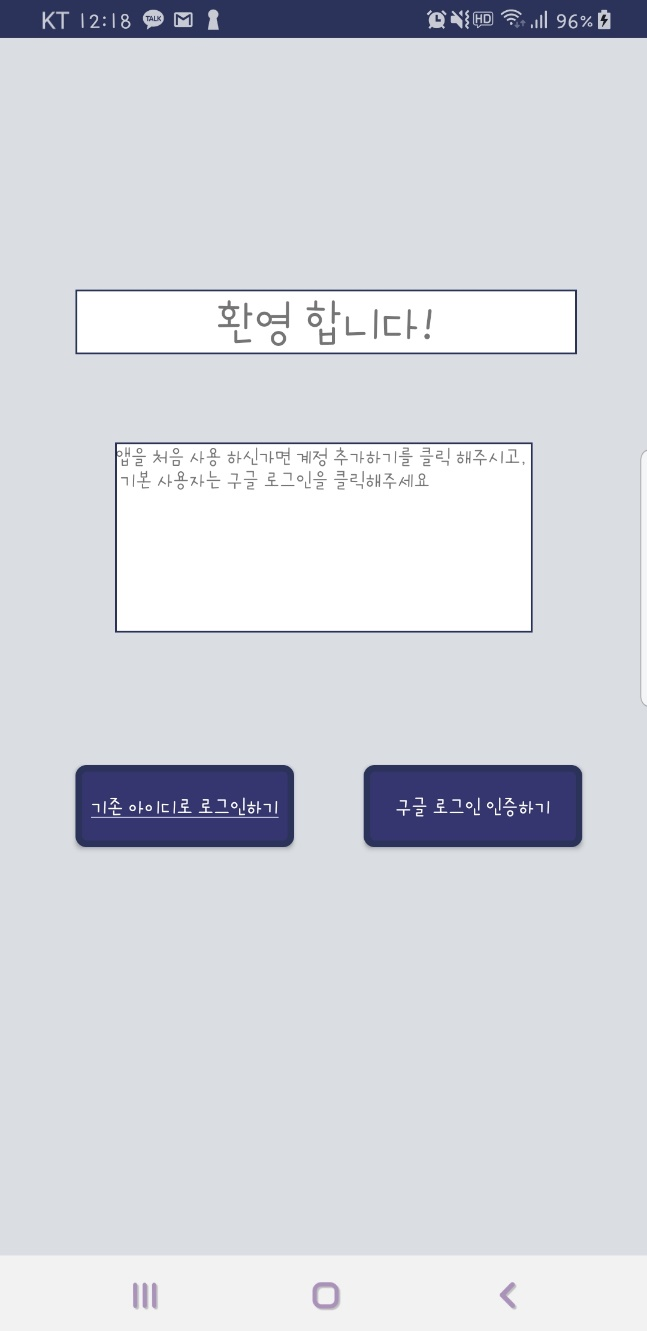 KT 12:18 TALK HD 96%
환영 합니다!
앱을 처음 사용 하신가면 계정 추가하기를 클릭 해주시고,
기본 사용자는 구글 로그인을 클릭해주세요
기존 아이디로 로그인하기
구글 로그인 인증하기